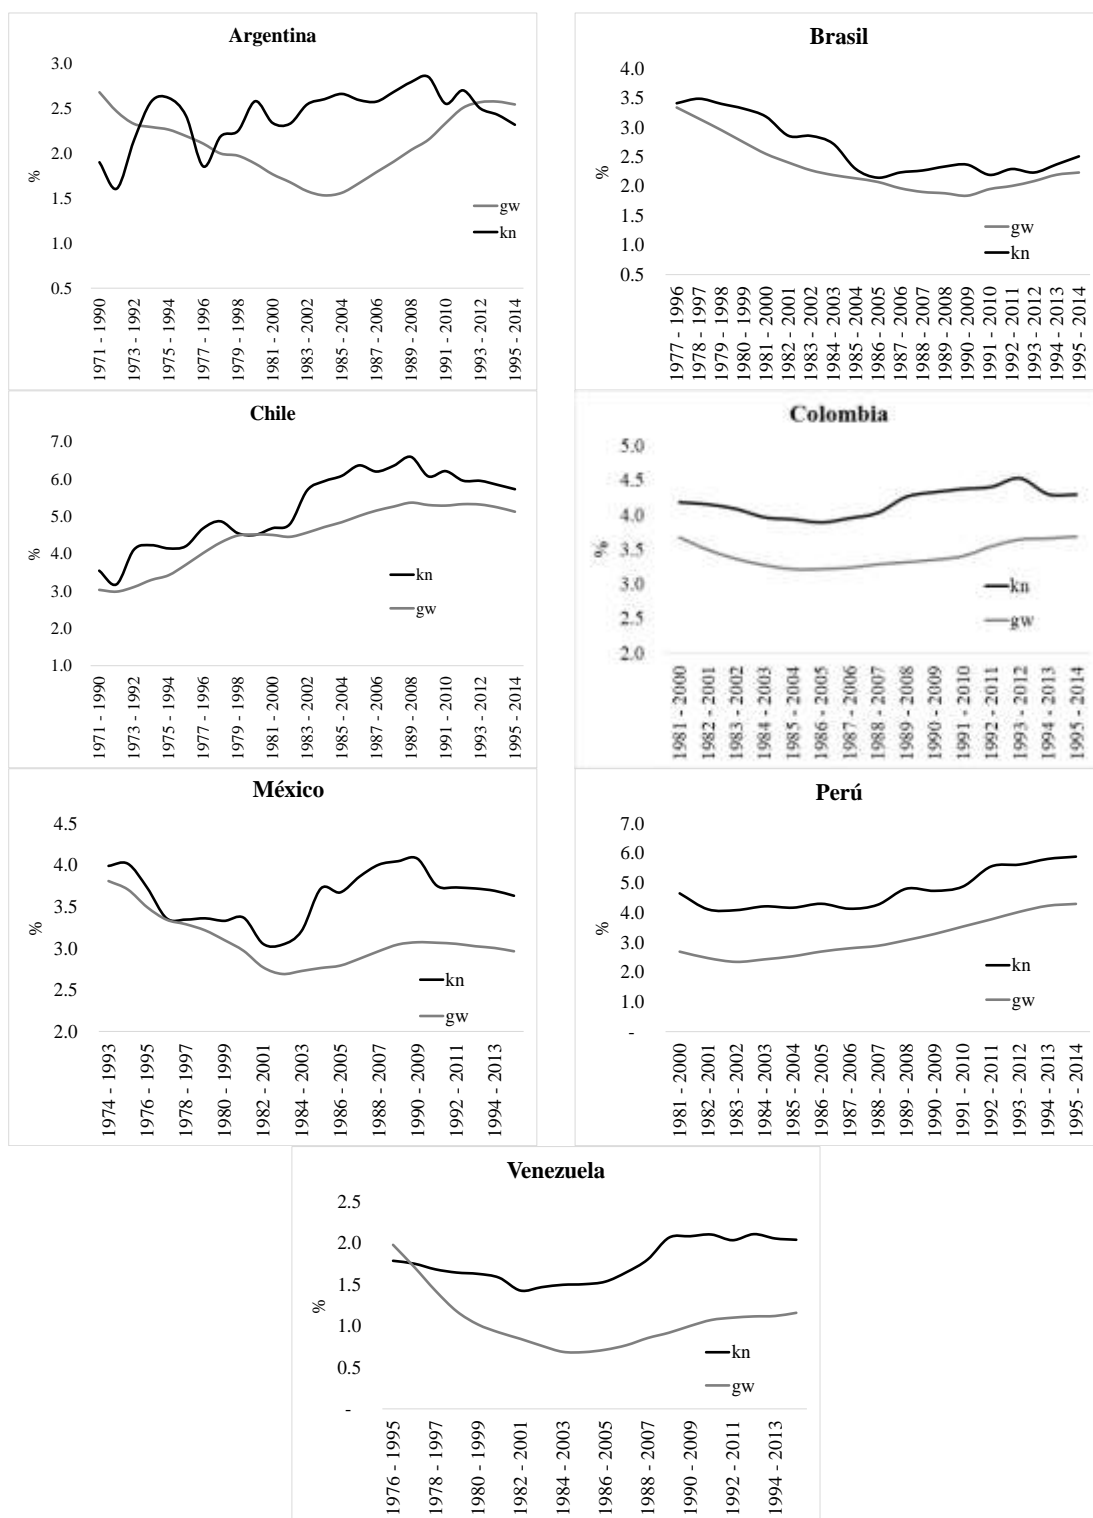 Argentina
3.0
2.5
2.0
1.5
1.0
0.5
%
gw
kn
1971 - 1990
1973 - 1992
1975 - 1994
1977 - 1996
1979 - 1998
1981 - 2000
1983 - 2002
1985 - 2004
1987 - 2006
1989 - 2008
1991 - 2010
1993 - 2012
1995 - 2014
Brasil
4.0
3.5
3.0
2.5
2.0
1.5
1.0
0.5
%
gw
kn
1977 - 1996
1978 - 1997
1979 - 1998
1980 - 1999
1981 - 2000
1982 - 2001
1983 - 2002
1984 - 2003
1985 - 2004
1986 - 2005
1987 - 2006
1988 - 2007
1989 - 2008
1990 - 2009
1991 - 2010
1992 - 2011
1993 - 2012
1994 - 2013
1995 - 2014
Chile
7.0
6.0
5.0
4.0
3.0
2.0
1.0
%
kn
gw
1971 - 1990
1973 - 1992
1975 - 1994
1977 - 1996
1979 - 1998
1981 - 2000
1983 - 2002
1985 - 2004
1987 - 2006
1989 - 2008
1991 - 2010
1993 - 2012
1995 - 2014
Colombia
5.0
4.5
4.0
3.5
3.0
2.5
2.0
%
kn
gw
1981 - 2000
1982 - 2001
1983 - 2002
1984 - 2003
1985 - 2004
1986 - 2005
1987 - 2006
1988 - 2007
1989 - 2008
1990 - 2009
1991 - 2010
1992 - 2011
1993 - 2012
1994 - 2013
1995 - 2014
México
4.5
4.0
3.5
3.0
2.5
2.0
%
kn
gw
1974 - 1993
1976 - 1995
1978 - 1997
1980 - 1999
1982 - 2001
1984 - 2003
1986 - 2005
1988 - 2007
1990 - 2009
1992 - 2011
1994 - 2013
Perú
7.0
6.0
5.0
4.0
3.0
2.0
1.0
-
%
kn
gw
1981 - 2000
1982 - 2001
1983 - 2002
1984 - 2003
1985 - 2004
1986 - 2005
1987 - 2006
1988 - 2007
1989 - 2008
1990 - 2009
1991 - 2010
1992 - 2011
1993 - 2012
1994 - 2013
1995 - 2014
Venezuela
2.5
2.0
1.5
1.0
0.5
-
%
kn
gw
1976 - 1995
1978 - 1997
1980 - 1999
1982 - 2001
1984 - 2003
1986 - 2005
1988 - 2007
1990 - 2009
1992 - 2011
1994 - 2013